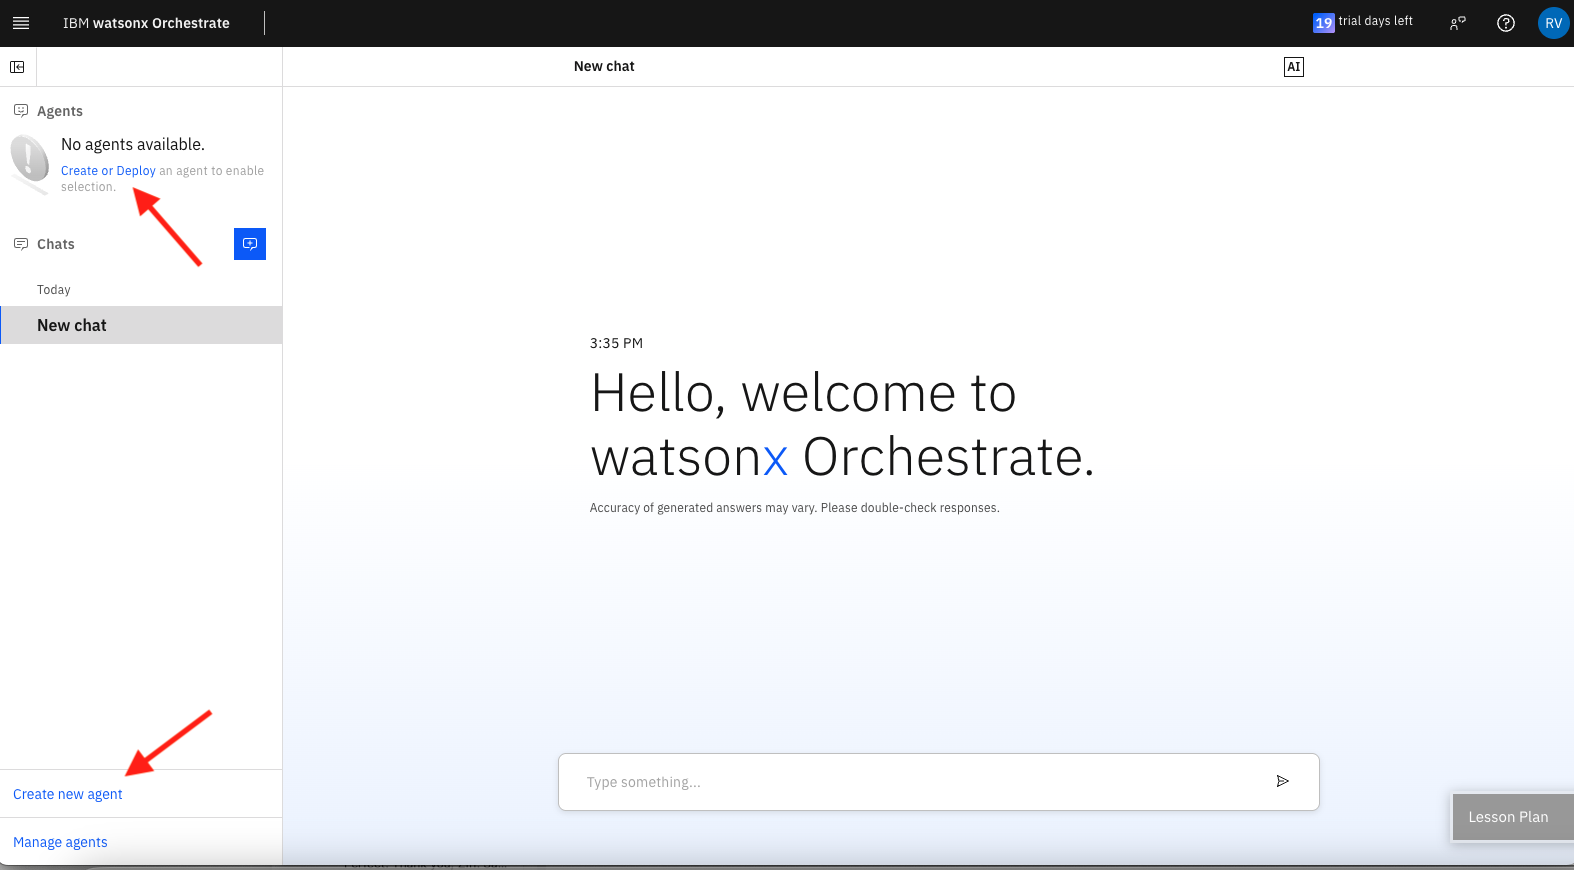 IBM watsonx Orchestrate
19 trial days left
RV
New chat
AI
Agents
No agents available.
Create or Deploy an agent to enable
selection.
Chats
Today
New chat
3:35 PM
Hello, welcome to
watsonx Orchestrate.
Accuracy of generated answers may vary. Please double-check responses.
Type something...
Create new agent
Lesson Plan
Manage agents